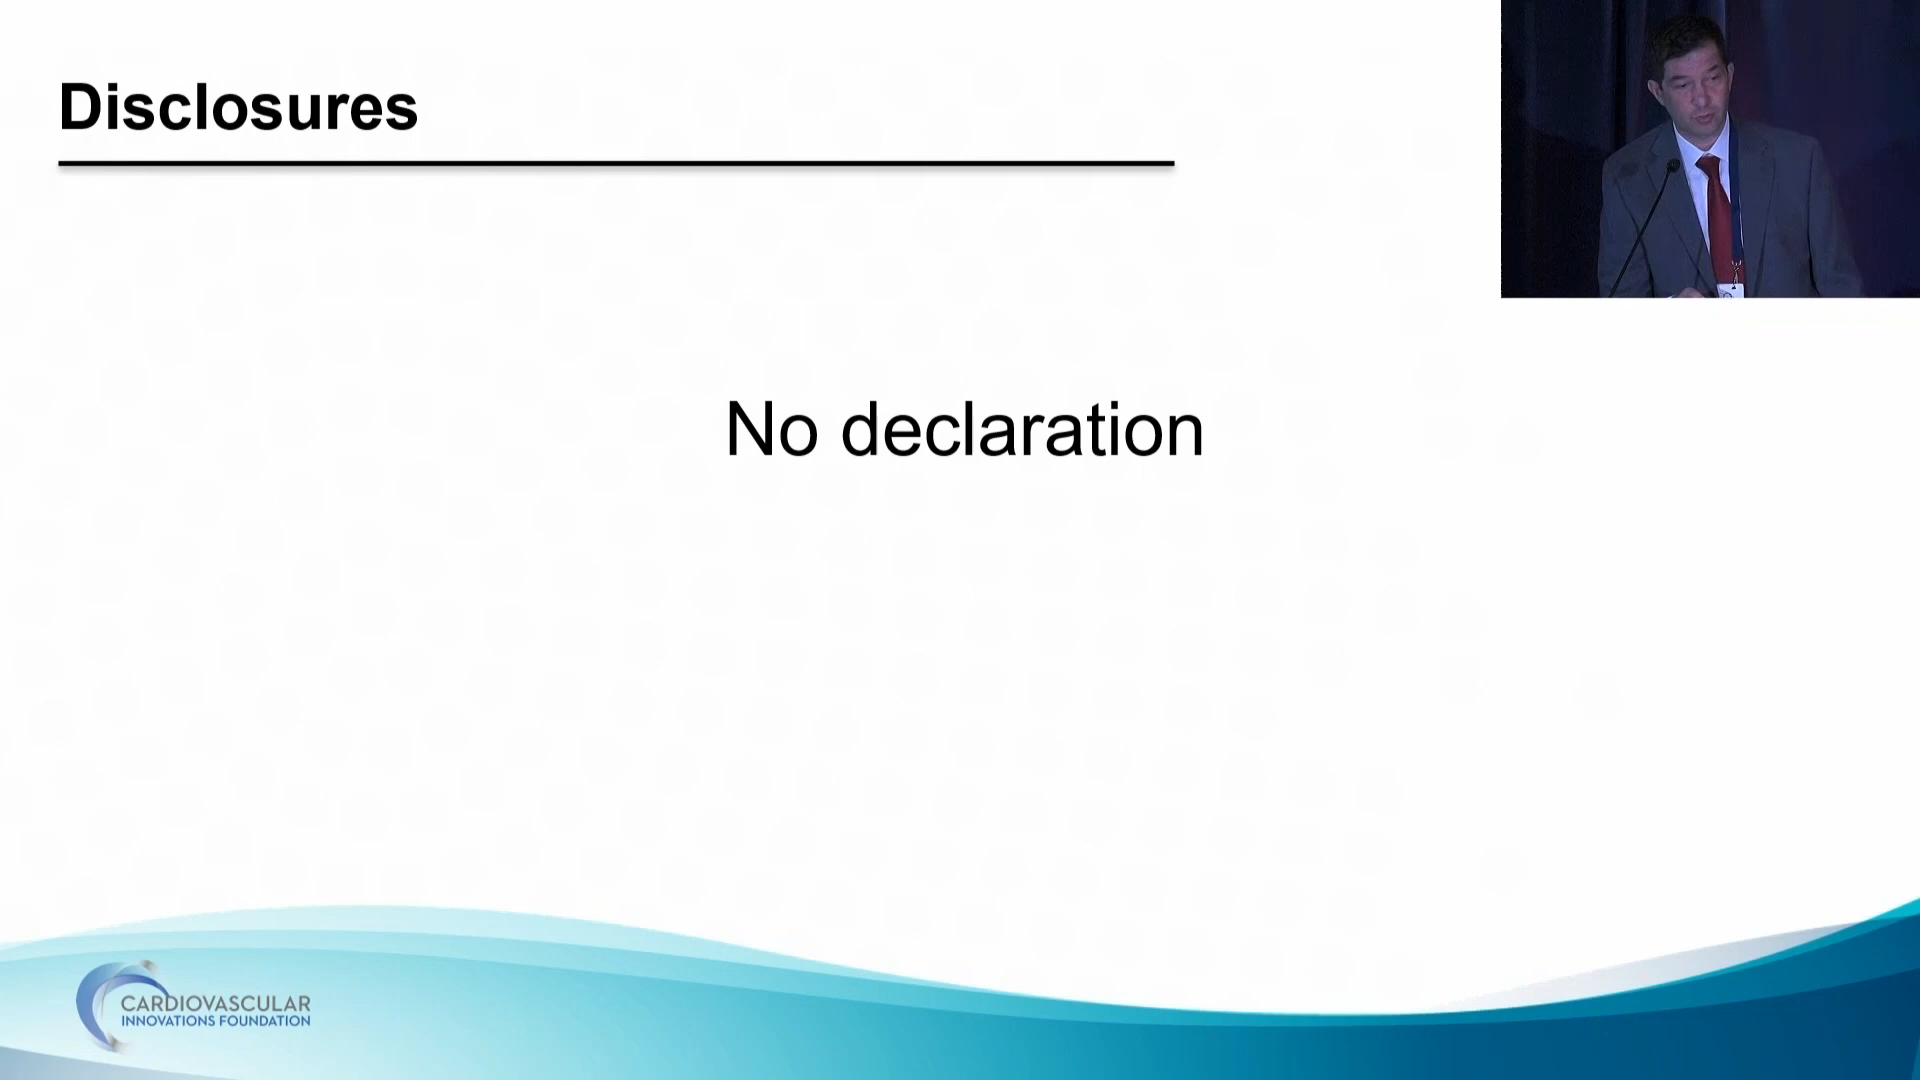 Disclosures
No declaration
CARDIOVASCULAR
INNOVATIONS FOUNDATION